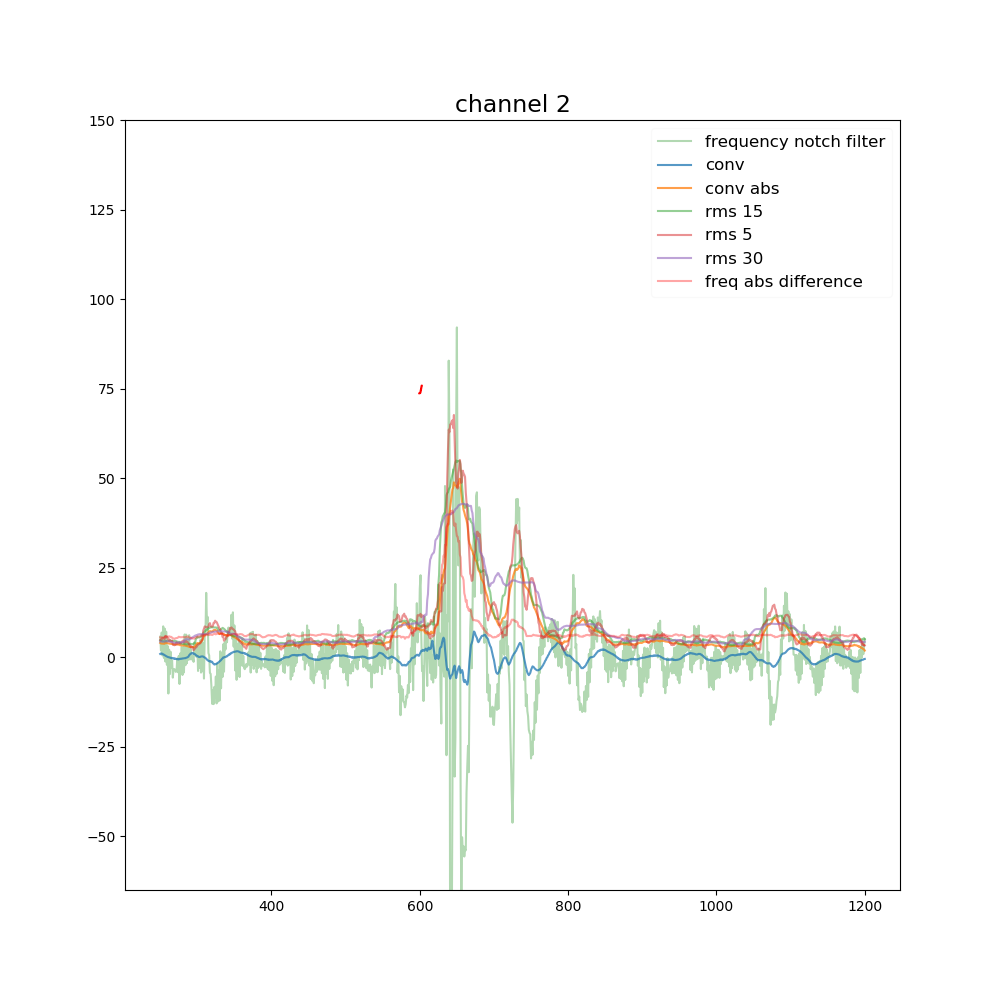 channel 2
150
125
100
75
50
25
0
−25
−50
400 600 800 1000 1200
frequency notch filter
conv
conv abs
rms 15
rms 5
rms 30
freq abs difference
J